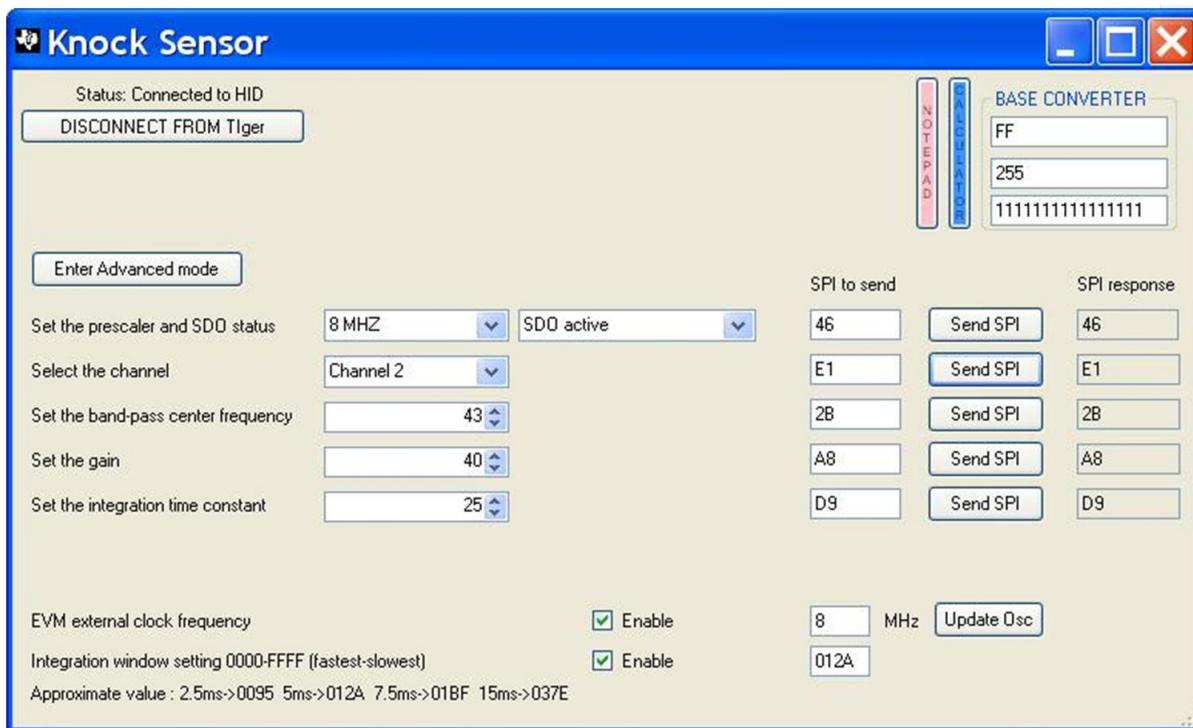 Knock Sensor
Status: Connected to HID
DISCONNECT FROM TIger
NOTEPAD
CALCULATOR
BASE CONVERTER
FF
255
1111111111111111
Enter Advanced mode
SPI to send SPI response
Set the prescaler and SDO status 8 MHZ SDO active 46 Send SPI 46
Select the channel Channel 2 E1 Send SPI E1
Set the band-pass center frequency 43 2B Send SPI 2B
Set the gain 40 A8 Send SPI A8
Set the integration time constant 25 D9 Send SPI D9
EVM external clock frequency Enable 8 MHz Update Osc
Integration window setting 0000-FFFF (fastest-slowest) Enable 012A
Approximate value : 2.5ms->0095 5ms->012A 7.5ms->01BF 15ms->037E